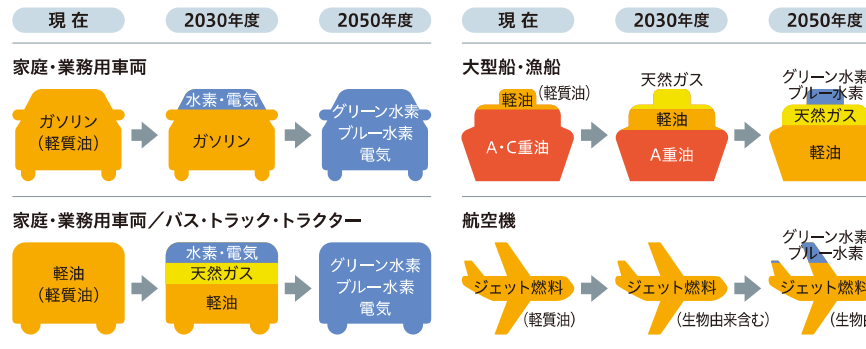 現在
2030年度
2050年度
家庭・業務用車両
ガソリン
(軽質油)
水素・電気
ガソリン
グリーン水素
ブルー水素
電気
家庭・業務用車両／バス・トラック・トラクター
軽油
(軽質油)
水素・電気
天然ガス
軽油
グリーン水素
ブルー水素
電気
現在
2030年度
2050年度
大型船・漁船
軽油(軽質油)
A・C重油
天然ガス
軽油
A重油
グリーン水素
ブルー水素
天然ガス
軽油
航空機
ジェット燃料
(軽質油)
ジェット燃料
(生物由来含む)
グリーン水素
ブルー水素
ジェット燃料
(生物由